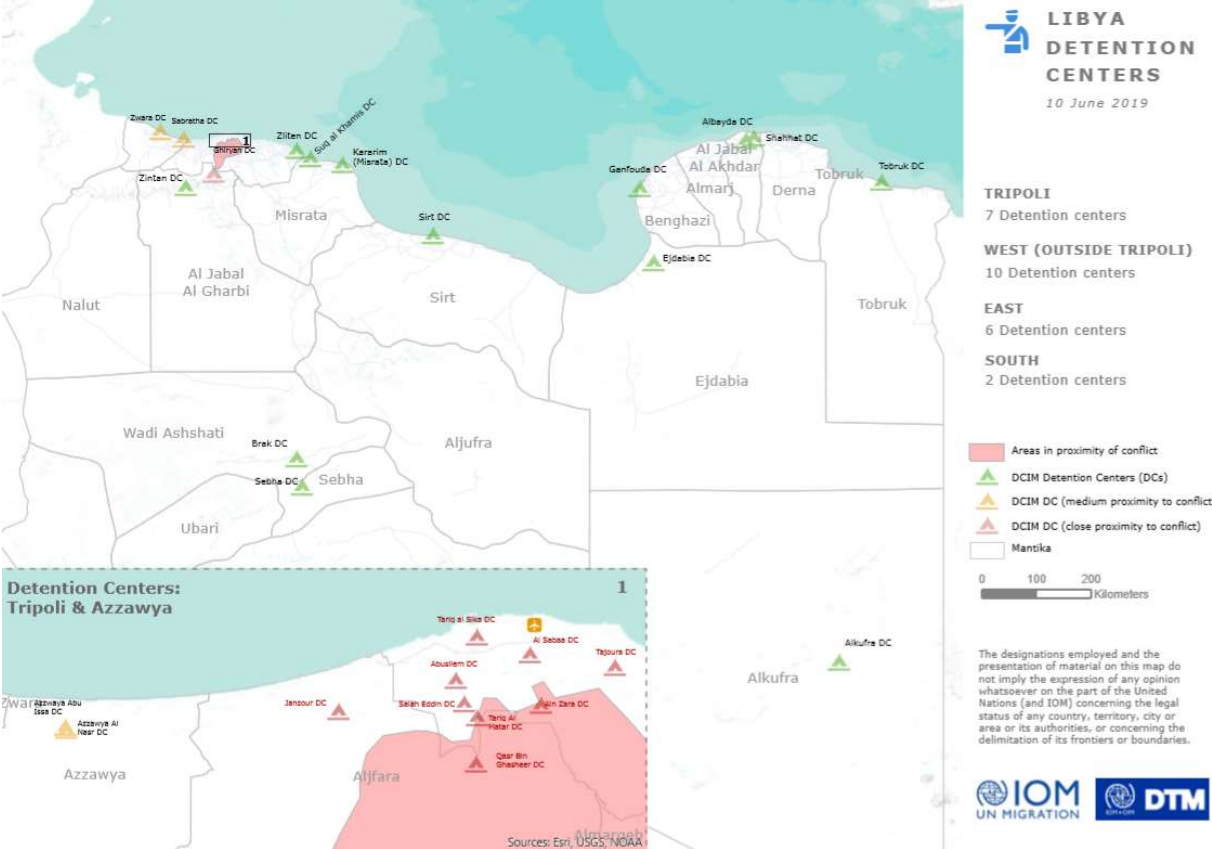 LIBYA
DETENTION
CENTERS
10 June 2019
TRIPOLI
7 Detention centers
WEST (OUTSIDE TRIPOLI)
10 Detention centers
EAST
6 Detention centers
SOUTH
2 Detention centers
Areas in proximity of conflict
DCIM Detention Centers (DCs)
DCIM DC (medium proximity to conflict
DCIM DC (close proximity to conflict)
Mantika
0 100 200
Kilometers
The designations employed and the
presentation of material on this map do
not imply the expression of any opinion
whatsoever on the part of the United
Nations (and IOM) concerning the legal
status of any country, territory, city or
area or its authorities, or concerning the
delimitation of its frontiers or boundaries.
IOM
UN MIGRATION
DTM
Zwara DC
Sabratha DC
1
Ghiryan DC
Zliten DC
Suq al Khamis DC
Kararim
(Misrata) DC
Zintan DC
Misrata
Sirt DC
Albayda DC
Shahhat DC
Al Jabal
Al Akhdar
Ganfouda DC
Almarj
Derna
Tobruk
Tobruk DC
Benghazi
Ejdabia DC
Al Jabal
Al Gharbi
Nalut
Sirt
Tobruk
Ejdabia
Wadi Ashshati
Brak DC
Aljufra
Sebha DC
Sebha
Ubari
Alkufra DC
Alkufra
Detention Centers:
Tripoli & Azzawya
1
Tariq al Sika DC
Al Sabaa DC
Tajoura DC
Abusliem DC
Janzour DC
Salah Eddin DC
Ain Zara DC
Tariq Al
Matar DC
Qasr Bin
Ghasheer DC
Azzwaya Abu
Issa DC
Azzawya Al
Nasr DC
Azzawya
Aljfara
Almargeb
Sources: Esri, USGS, NOAA